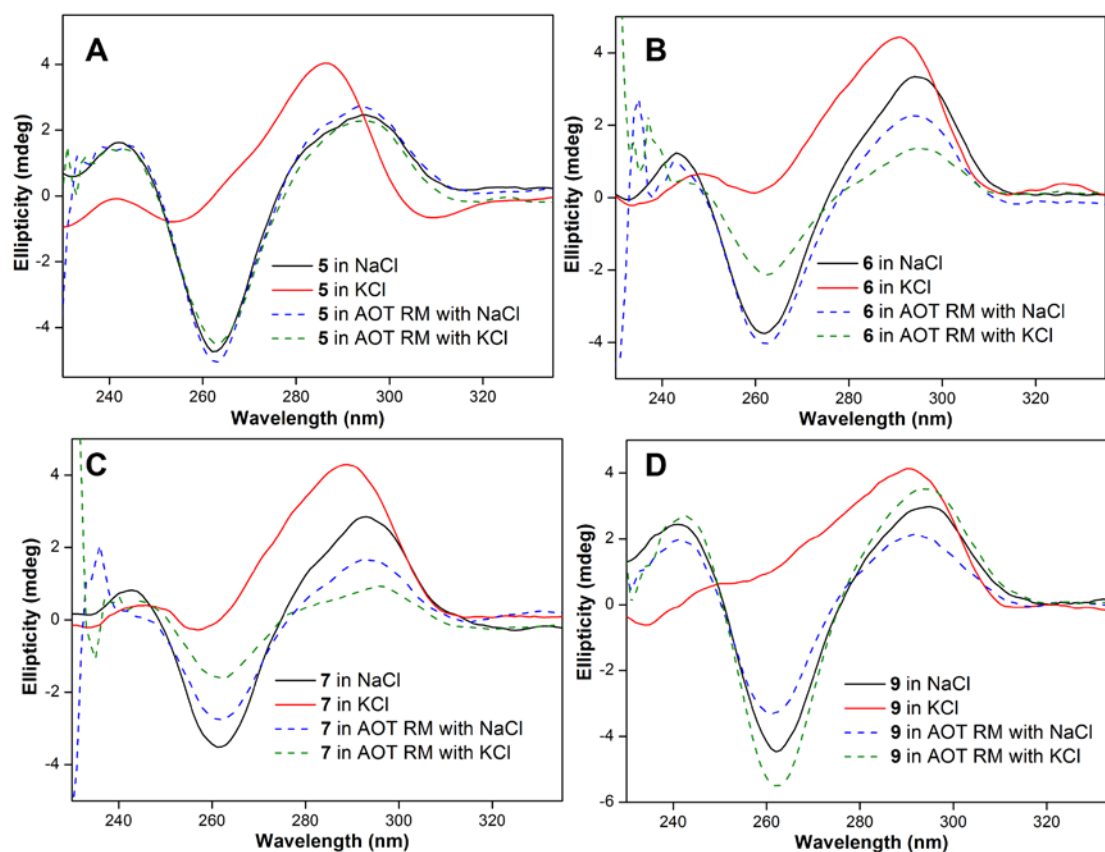 A
Ellipticity (mdeg)
4
2
0
-2
-4
5 in NaCl
5 in KCl
5 in AOT RM with NaCl
5 in AOT RM with KCl
240 260 280 300 320
Wavelength (nm)
B
Ellipticity (mdeg)
4
2
0
-2
-4
6 in NaCl
6 in KCl
6 in AOT RM with NaCl
6 in AOT RM with KCl
240 260 280 300 320
Wavelength (nm)
C
Ellipticity (mdeg)
4
2
0
-2
-4
7 in NaCl
7 in KCl
7 in AOT RM with NaCl
7 in AOT RM with KCl
240 260 280 300 320
Wavelength (nm)
D
Ellipticity (mdeg)
4
2
0
-2
-4
-6
9 in NaCl
9 in KCl
9 in AOT RM with NaCl
9 in AOT RM with KCl
240 260 280 300 320
Wavelength (nm)